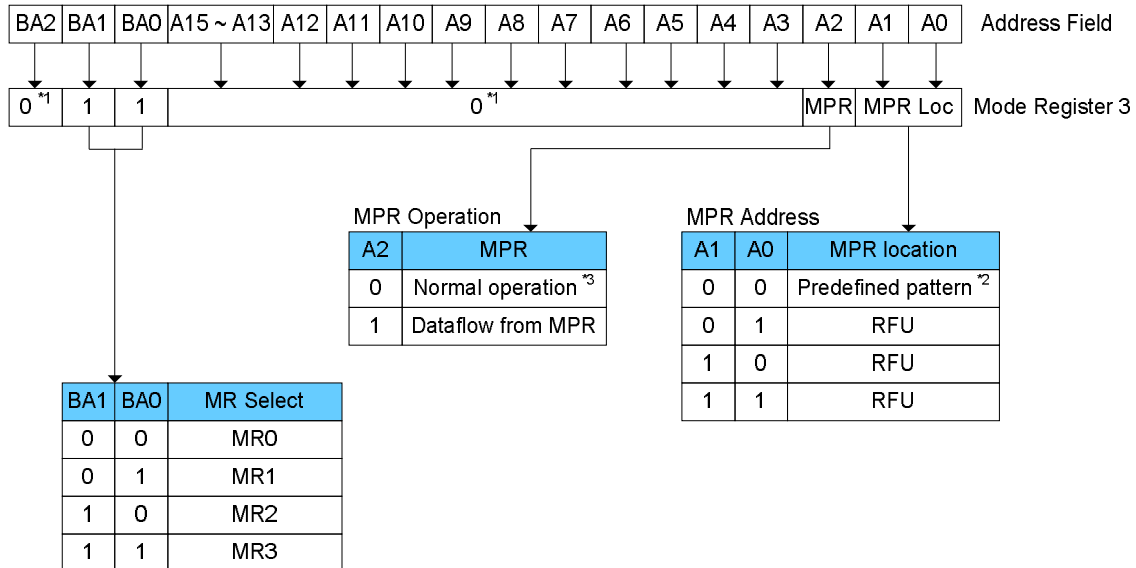 BA2 BA1 BA0 A15 ~ A13 A12 A11 A10 A9 A8 A7 A6 A5 A4 A3 A2 A1 A0 Address Field
0 *1 1 1 0 *1 MPR MPR Loc Mode Register 3
MPR Operation
A2 MPR
0 Normal operation *3
1 Dataflow from MPR
MPR Address
A1 A0 MPR location
0 0 Predefined pattern *2
0 1 RFU
1 0 RFU
1 1 RFU
BA1 BA0 MR Select
0 0 MR0
0 1 MR1
1 0 MR2
1 1 MR3